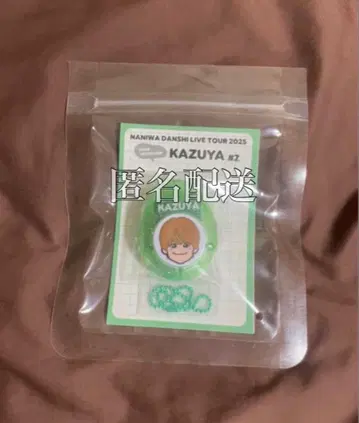 NANIWA DANSHI LIVE TOUR 2025
KAZUYA #2
匿名配送
KAZUYA